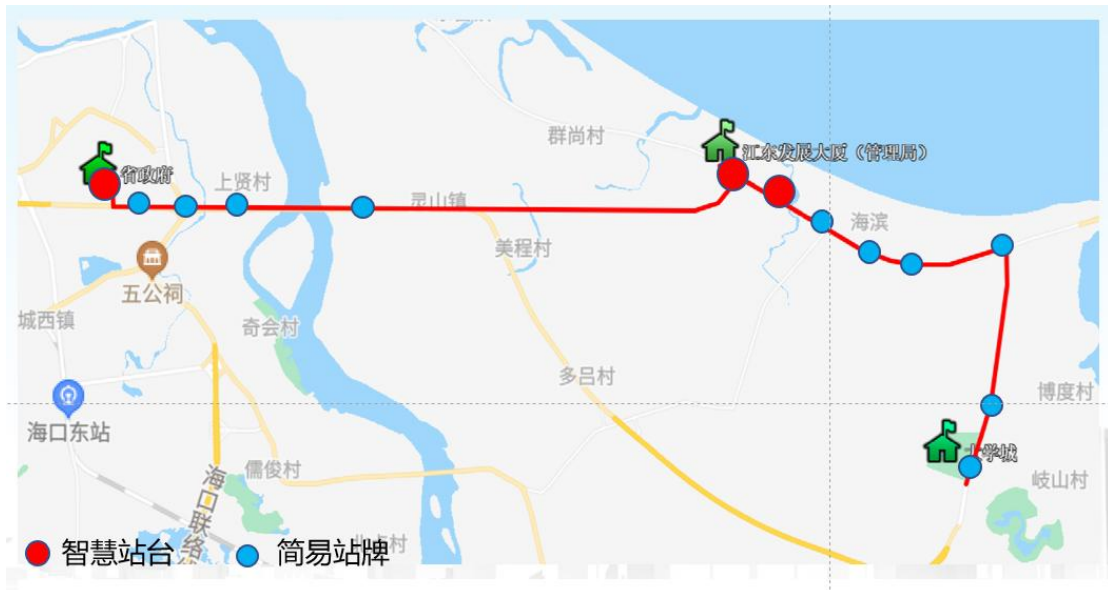 群尚村
江东发展大厦（管理局）
省政府
上贤村
灵山镇
海滨
美程村
五公祠
城西镇
奇会村
多吕村
博度村
海口东站
大学城
儒俊村
岐山村
海口联络
智慧站台
简易站牌